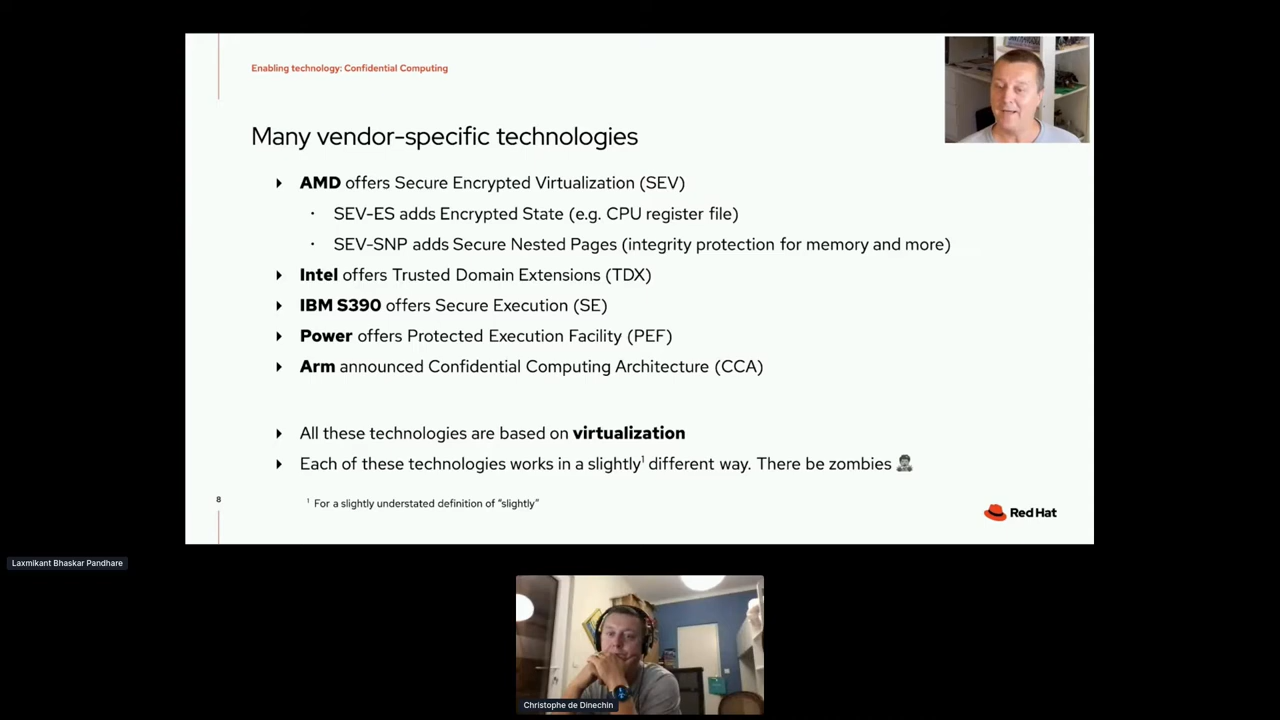 Enabling technology: Confidential Computing
Many vendor-specific technologies
AMD offers Secure Encrypted Virtualization (SEV)
SEV-ES adds Encrypted State (e.g. CPU register file)
SEV-SNP adds Secure Nested Pages (integrity protection for memory and more)
Intel offers Trusted Domain Extensions (TDX)
IBM S390 offers Secure Execution (SE)
Power offers Protected Execution Facility (PEF)
Arm announced Confidential Computing Architecture (CCA)
All these technologies are based on virtualization
Each of these technologies works in a slightly¹ different way. There be zombies 🧟
8
¹ For a slightly understated definition of “slightly”
Red Hat
Laxmikant Bhaskar Pandhare
Christophe de Dinechin